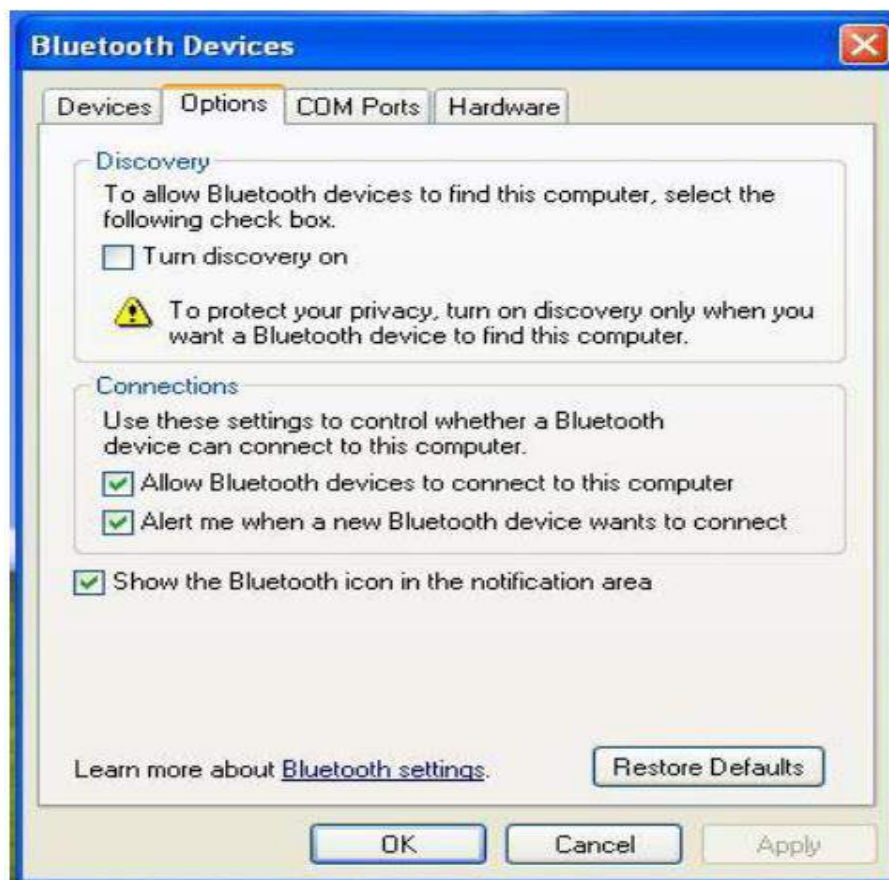 Bluetooth Devices
Devices Options COM Ports Hardware
Discovery
To allow Bluetooth devices to find this computer, select the
following check box.
Turn discovery on
To protect your privacy, turn on discovery only when you
want a Bluetooth device to find this computer.
Connections
Use these settings to control whether a Bluetooth
device can connect to this computer.
Allow Bluetooth devices to connect to this computer
Alert me when a new Bluetooth device wants to connect
Show the Bluetooth icon in the notification area
Learn more about Bluetooth settings.
Restore Defaults
OK Cancel Apply